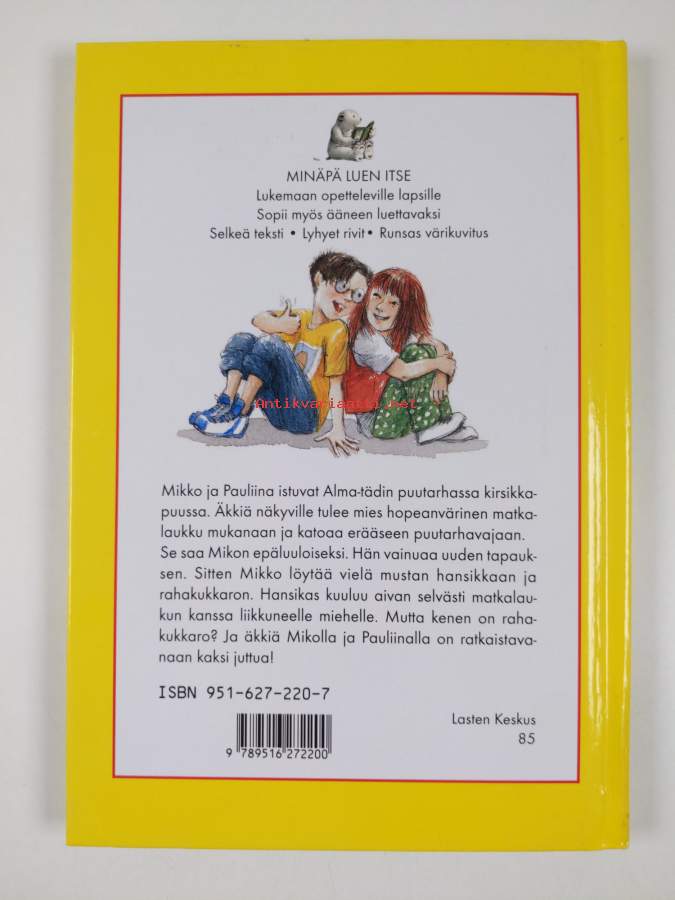 MINÄPÄ LUEN ITSE
Lukemaan opetteleville lapsille
Sopii myös ääneen luettavaksi
Selkeä teksti • Lyhyet rivit • Runsas värikuvitus
Antikvariaatti.net
Mikko ja Pauliina istuvat Alma-tädin puutarhassa kirsikka-
puussa. Äkkiä näkyville tulee mies hopeanvärinen matka-
laukku mukanaan ja katoaa erääseen puutarhavajaan.
Se saa Mikon epäluuloiseksi. Hän vainuaa uuden tapauk-
sen. Sitten Mikko löytää vielä mustan hansikkaan ja
rahakukkaron. Hansikas kuuluu aivan selvästi matkalau-
kun kanssa liikkuneelle miehelle. Mutta kenen on raha-
kukkaro? Ja äkkiä Mikolla ja Pauliinalla on ratkaistava-
naan kaksi juttua!
ISBN 951-627-220-7
9 789516 272200
Lasten Keskus
85